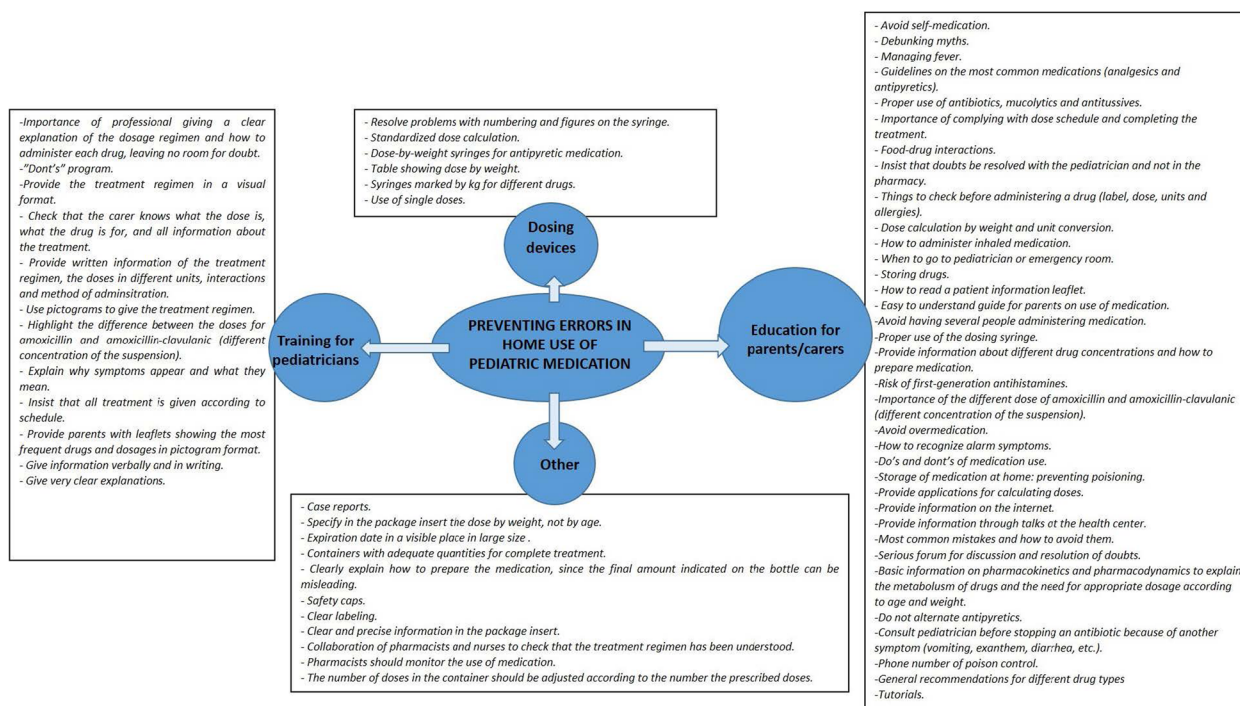 -Importance of professional giving a clear
explanation of the dosage regimen and how to
administer each drug, leaving no room for doubt.
-"Dont's" program.
-Provide the treatment regimen in a visual
format.
- Check that the carer knows what the dose is,
what the drug is for, and all information about
the treatment.
- Provide written information of the treatment
regimen, the doses in different units, interactions
and method of adminsitration.
- Use pictograms to give the treatment regimen.
- Highlight the difference between the doses for
amoxicillin and amoxicillin-clavulanic (different
concentration of the suspension).
- Explain why symptoms appear and what they
mean.
- Insist that all treatment is given according to
schedule.
- Provide parents with leaflets showing the most
frequent drugs and dosages in pictogram format.
- Give information verbally and in writing.
- Give very clear explanations.
- Resolve problems with numbering and figures on the syringe.
- Standardized dose calculation.
- Dose-by-weight syringes for antipyretic medication.
- Table showing dose by weight.
- Syringes marked by kg for different drugs.
- Use of single doses.
Dosing
devices
Training for
pediatricians
PREVENTING ERRORS IN
HOME USE OF
PEDIATRIC MEDICATION
Education for
parents/carers
Other
- Case reports.
- Specify in the package insert the dose by weight, not by age.
- Expiration date in a visible place in large size .
- Containers with adequate quantities for complete treatment.
- Clearly explain how to prepare the medication, since the final amount indicated on the bottle can be
misleading.
- Safety caps.
- Clear labeling.
- Clear and precise information in the package insert.
- Collaboration of pharmacists and nurses to check that the treatment regimen has been understood.
- Pharmacists should monitor the use of medication.
- The number of doses in the container should be adjusted according to the number the prescribed doses.
- Avoid self-medication.
- Debunking myths.
- Managing fever.
- Guidelines on the most common medications (analgesics and
antipyretics).
- Proper use of antibiotics, mucolytics and antitussives.
- Importance of complying with dose schedule and completing the
treatment.
- Food-drug interactions.
- Insist that doubts be resolved with the pediatrician and not in the
pharmacy.
- Things to check before administering a drug (label, dose, units and
allergies).
- Dose calculation by weight and unit conversion.
- How to administer inhaled medication.
- When to go to pediatrician or emergency room.
- Storing drugs.
- How to read a patient information leaflet.
- Easy to understand guide for parents on use of medication.
-Avoid having several people administering medication.
-Proper use of the dosing syringe.
-Provide information about different drug concentrations and how to
prepare medication.
-Risk of first-generation antihistamines.
-Importance of the different dose of amoxicillin and amoxicillin-clavulanic
(different concentration of the suspension).
-Avoid overmedication.
-How to recognize alarm symptoms.
-Do's and dont's of medication use.
-Storage of medication at home: preventing poisioning.
-Provide applications for calculating doses.
-Provide information on the internet.
-Provide information through talks at the health center.
-Most common mistakes and how to avoid them.
-Serious forum for discussion and resolution of doubts.
-Basic information on pharmacokinetics and pharmacodynamics to explain
the metabolusm of drugs and the need for appropriate dosage according
to age and weight.
-Do not alternate antipyretics.
-Consult pediatrician before stopping an antibiotic because of another
symptom (vomiting, exanthem, diarrhea, etc.).
-Phone number of poison control.
-General recommendations for different drug types
-Tutorials.